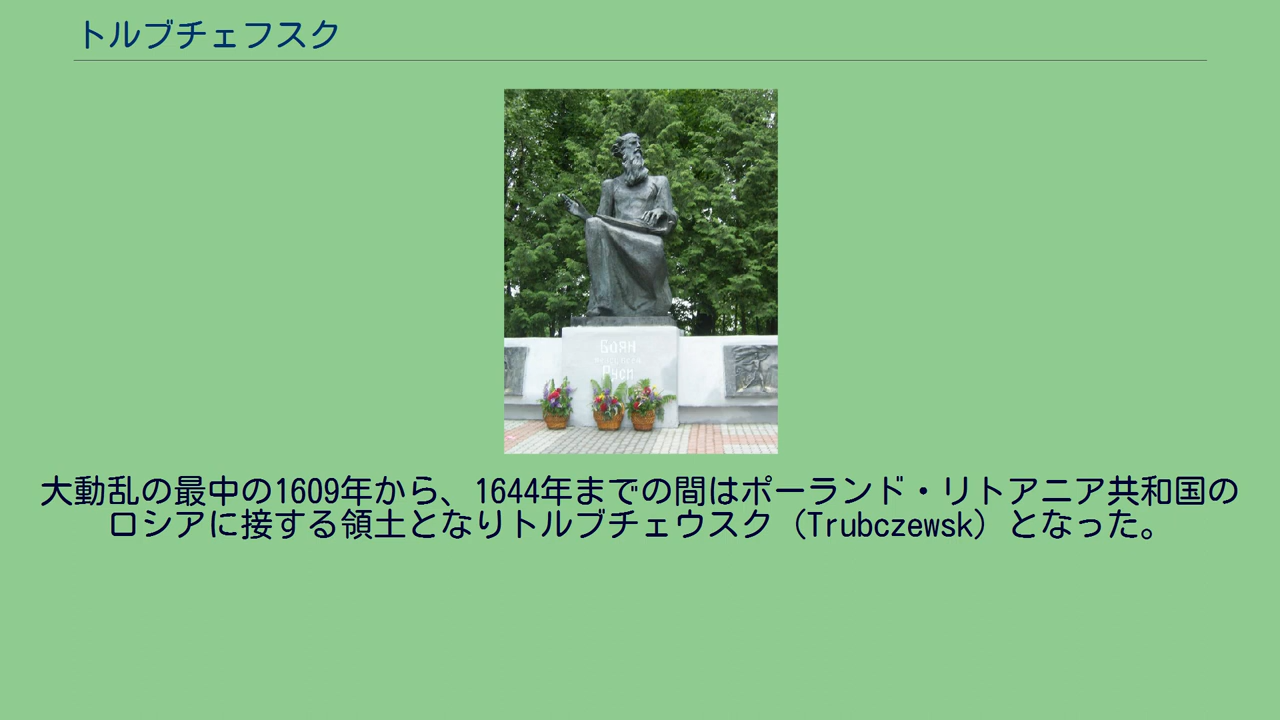 トルブチェフスク
Боян
Руси
大動乱の最中の1609年から、1644年までの間はポーランド・リトアニア共和国の
ロシアに接する領土となりトルブチェウスク（Trubczewsk）となった。